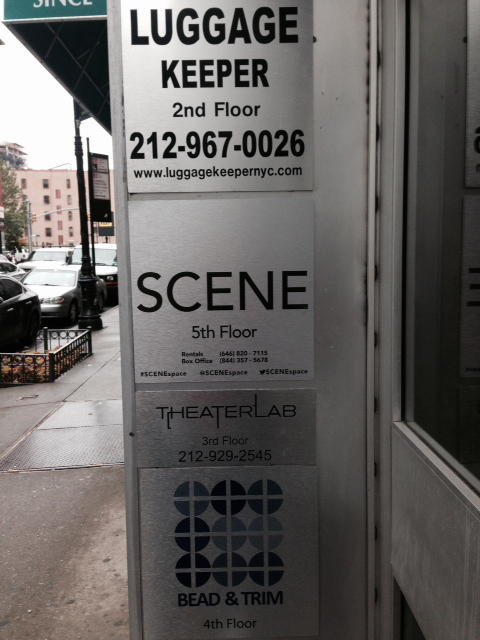 SINCE
LUGGAGE
KEEPER
2nd Floor
212-967-0026
www.luggagekeepernyc.com
SCENE
5th Floor
Rentals (646) 820 - 7115
Box Office (844) 357 - 5678
#SCENEspace @SCENEspace SCENEspace
THEATERLAB
3rd Floor
212-929-2545
BEAD & TRIM
4th Floor